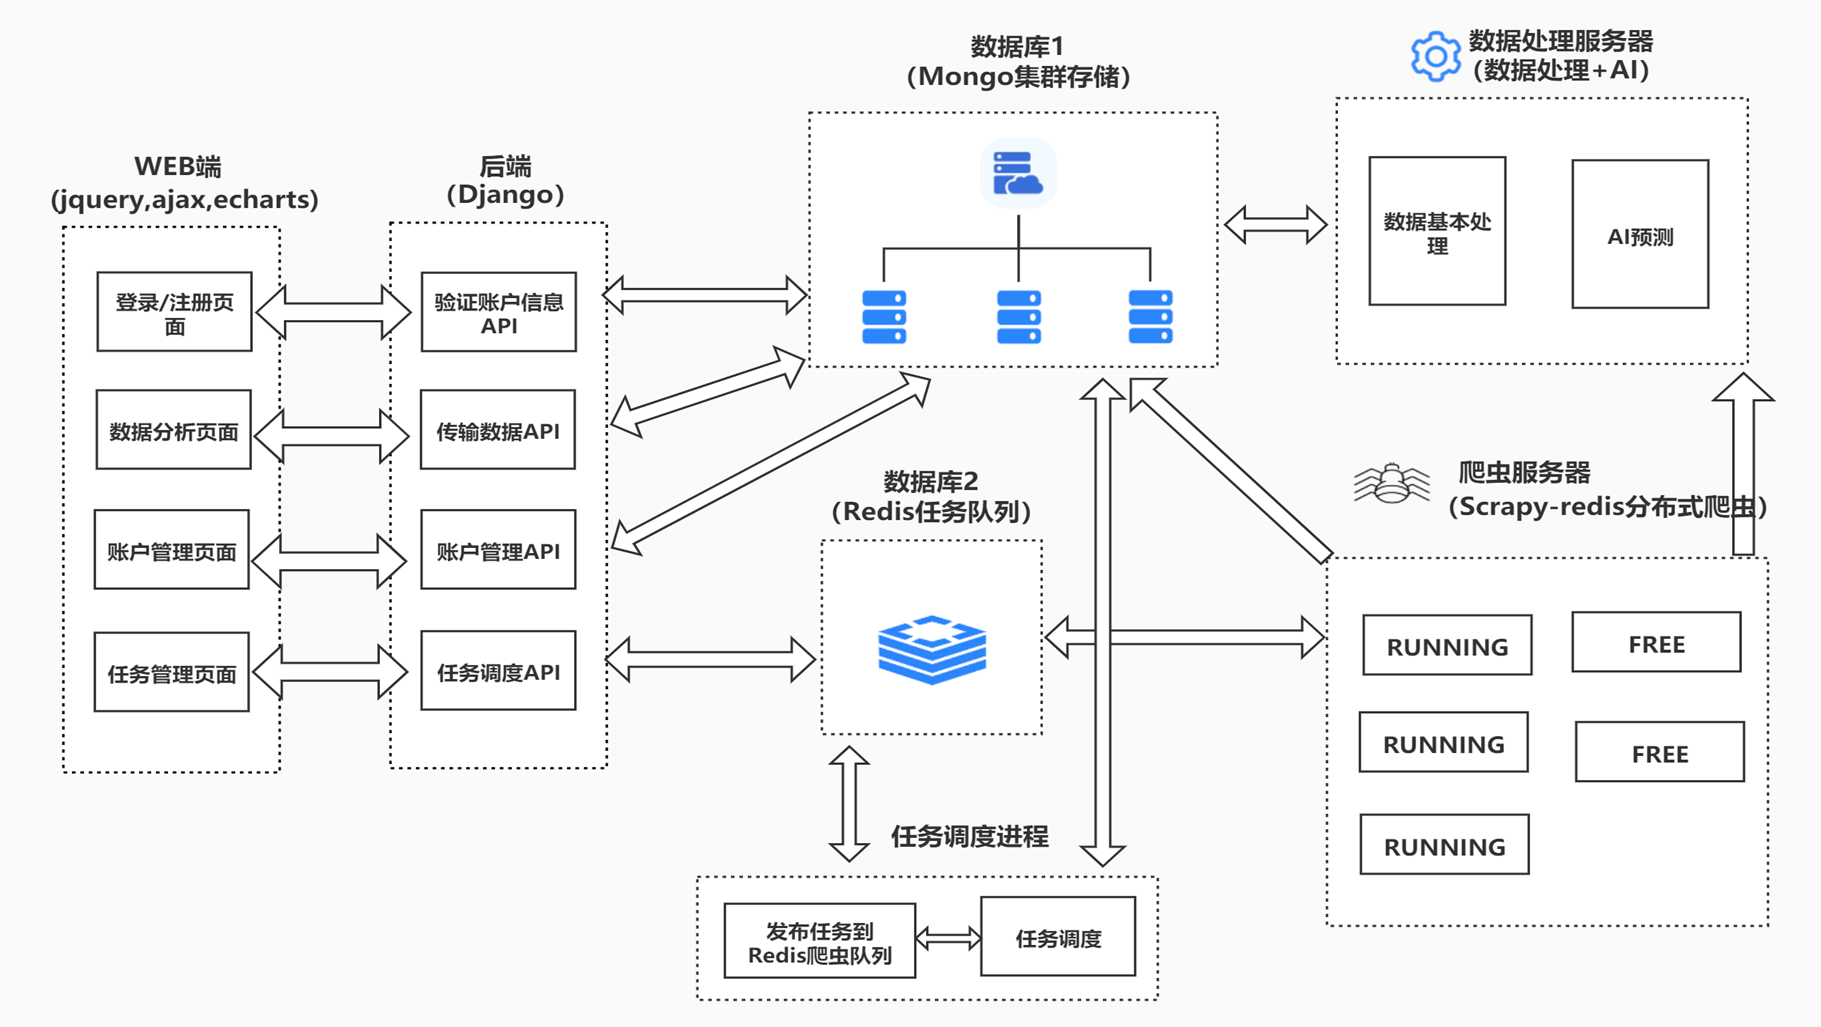 WEB端
(jquery,ajax,echarts)
登录/注册页
面
数据分析页面
账户管理页面
任务管理页面
后端
（Django）
验证账户信息
API
传输数据API
账户管理API
任务调度API
数据库1
（Mongo集群存储）
数据库2
（Redis任务队列）
任务调度进程
发布任务到
Redis爬虫队列
任务调度
数据处理服务器
（数据处理+AI）
数据基本处
理
AI预测
爬虫服务器
（Scrapy-redis分布式爬虫）
RUNNING
FREE
RUNNING
FREE
RUNNING